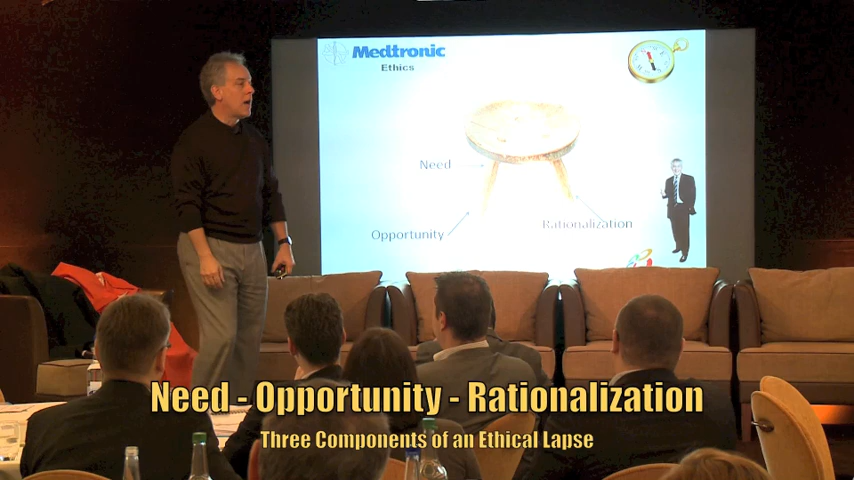 Medtronic
Ethics
Need
Opportunity
Rationalization
Need - Opportunity - Rationalization
Three Components of an Ethical Lapse